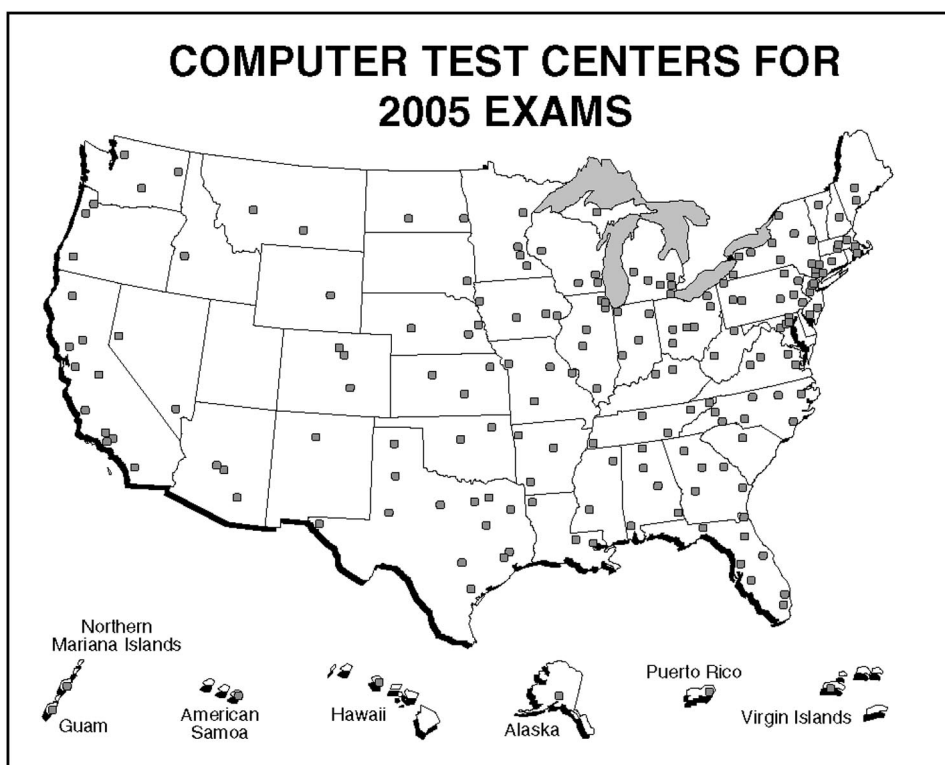 COMPUTER TEST CENTERS FOR
2005 EXAMS
Northern
Mariana Islands
Guam
American
Samoa
Hawaii
Alaska
Puerto Rico
Virgin Islands